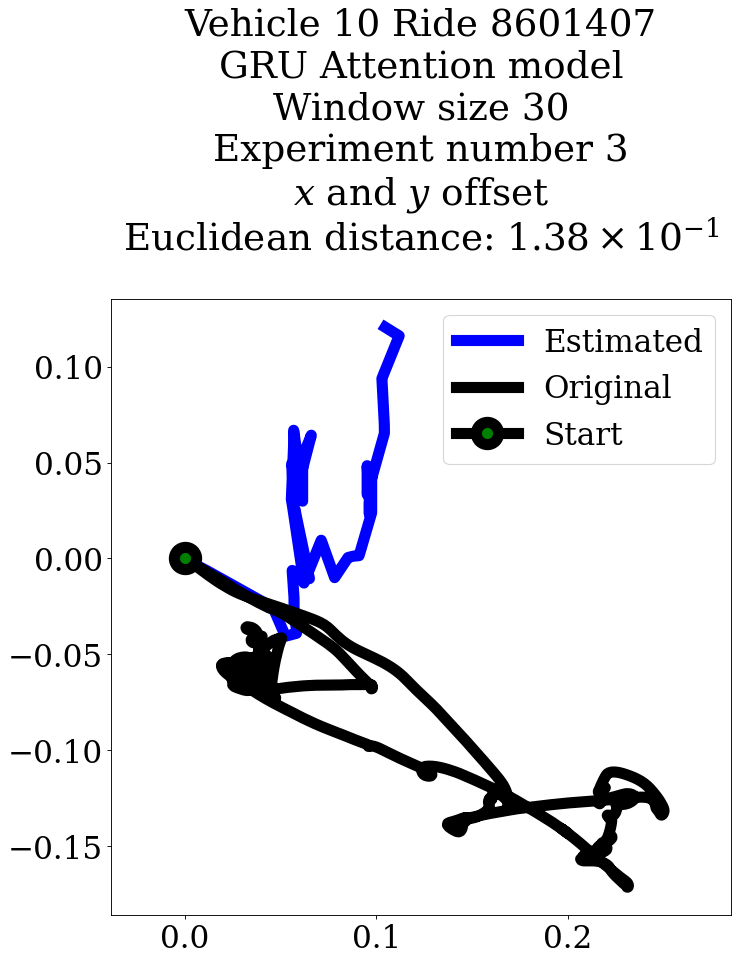 Vehicle 10 Ride 8601407
GRU Attention model
Window size 30
Experiment number 3
x and y offset
Euclidean distance: 1.38 × 10⁻¹
Estimated
Original
Start
0.10
0.05
0.00
−0.05
−0.10
−0.15
0.0 0.1 0.2